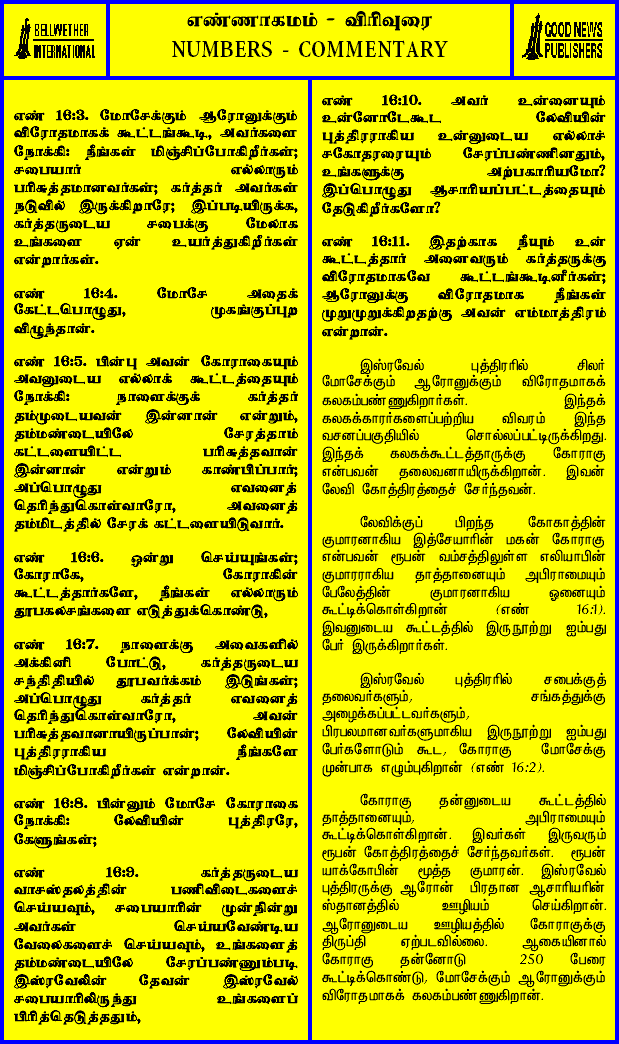 BELLWETHER
INTERNATIONAL
எண்ணாகமம் - விரிவுரை
NUMBERS - COMMENTARY
GOOD NEWS
PUBLISHERS
எண் 16:3. மோசேக்கும் ஆரோனுக்கும்
விரோதமாகக் கூட்டங்கூடி, அவர்களை
நோக்கி: நீங்கள் மிஞ்சிப்போகிறீர்கள்;
சபையார் எல்லாரும்
பரிசுத்தமானவர்கள்; கர்த்தர் அவர்கள்
நடுவில் இருக்கிறாரே; இப்படியிருக்க,
கர்த்தருடைய சபைக்கு மேலாக
உங்களை ஏன் உயர்த்துகிறீர்கள்
என்றார்கள்.
எண் 16:4. மோசே அதைக்
கேட்டபொழுது, முகங்குப்புற
விழுந்தான்.
எண் 16:5. பின்பு அவன் கோராகையும்
அவனுடைய எல்லாக் கூட்டத்தையும்
நோக்கி: நாளைக்குக் கர்த்தர்
தம்முடையவன் இன்னான் என்றும்,
தம்மண்டையிலே சேரத்தாம்
கட்டளையிட்ட பரிசுத்தவான்
இன்னான் என்றும் காண்பிப்பார்;
அப்பொழுது எவனைத்
தெரிந்துகொள்வாரோ, அவனைத்
தம்மிடத்தில் சேரக் கட்டளையிடுவார்.
எண் 16:6. ஒன்று செய்யுங்கள்;
கோராகே, கோராகின்
கூட்டத்தார்களே, நீங்கள் எல்லாரும்
தூபகலசங்களை எடுத்துக்கொண்டு,
எண் 16:7. நாளைக்கு அவைகளில்
அக்கினி போட்டு, கர்த்தருடைய
சந்திதியில் தூபவர்க்கம் இடுங்கள்;
அப்பொழுது கர்த்தர் எவனைத்
தெரிந்துகொள்வாரோ, அவன்
பரிசுத்தவானாயிருப்பான்; லேவியின்
புத்திரராகிய நீங்களே
மிஞ்சிப்போகிறீர்கள் என்றான்.
எண் 16:8. பின்னும் மோசே கோராகை
நோக்கி: லேவியின் புத்திரரே,
கேளுங்கள்;
எண் 16:9. கர்த்தருடைய
வாசஸ்தலத்தின் பணிவிடைகளைச்
செய்யவும், சபையாரின் முன்நின்று
அவர்கள் செய்யவேண்டிய
வேலைகளைச் செய்யவும், உங்களைத்
தம்மண்டையிலே சேரப்பண்ணும்படி
இஸ்ரவேலின் தேவன் இஸ்ரவேல்
சபையாரிலிருந்து உங்களைப்
பிரித்தெடுத்ததும்,
எண் 16:10. அவர் உன்னையும்
உன்னோடேகூட லேவியின்
புத்திரராகிய உன்னுடைய எல்லாச்
சகோதரரையும் சேரப்பண்ணினதும்,
உங்களுக்கு அற்பகாரியமோ?
இப்பொழுது ஆசாரியப்பட்டத்தையும்
தேடுகிறீர்களோ?
எண் 16:11. இதற்காக நீயும் உன்
கூட்டத்தார் அனைவரும் கர்த்தருக்கு
விரோதமாகவே கூட்டங்கூடினீர்கள்;
ஆரோனுக்கு விரோதமாக நீங்கள்
முறுமுறுக்கிறதற்கு அவன் எம்மாத்திரம்
என்றான்.
இஸ்ரவேல் புத்திரரில் சிலர்
மோசேக்கும் ஆரோனுக்கும் விரோதமாகக்
கலகம்பண்ணுகிறார்கள். இந்தக்
கலகக்காரர்களைப்பற்றிய விவரம் இந்த
வசனப்பகுதியில் சொல்லப்பட்டிருக்கிறது.
இந்தக் கலகக்கூட்டத்தாருக்கு கோராகு
என்பவன் தலைவனாயிருக்கிறான். இவன்
லேவி கோத்திரத்தைச் சேர்ந்தவன்.
லேவிக்குப் பிறந்த கோகாத்தின்
குமாரனாகிய இத்சேயாரின் மகன் கோராகு
என்பவன் ரூபன் வம்சத்திலுள்ள எலியாபின்
குமாரராகிய தாத்தானையும் அபிராமையும்
பேலேத்தின் குமாரனாகிய ஓனையும்
கூட்டிக்கொள்கிறான் (எண் 16:1).
இவனுடைய கூட்டத்தில் இருநூற்று ஐம்பது
பேர் இருக்கிறார்கள்.
இஸ்ரவேல் புத்திரரில் சபைக்குத்
தலைவர்களும், சங்கத்துக்கு
அழைக்கப்பட்டவர்களும்,
பிரபலமானவர்களுமாகிய இருநூற்று ஐம்பது
பேர்களோடும் கூட, கோராகு மோசேக்கு
முன்பாக எழும்புகிறான் (எண் 16:2).
கோராகு தன்னுடைய கூட்டத்தில்
தாத்தானையும், அபிராமையும்
கூட்டிக்கொள்கிறான். இவர்கள் இருவரும்
ரூபன் கோத்திரத்தைச் சேர்ந்தவர்கள். ரூபன்
யாக்கோபின் மூத்த குமாரன். இஸ்ரவேல்
புத்திரருக்கு ஆரோன் பிரதான ஆசாரியரின்
ஸ்தானத்தில் ஊழியம் செய்கிறான்.
ஆரோனுடைய ஊழியத்தில் கோராகுக்கு
திருப்தி ஏற்படவில்லை. ஆகையினால்
கோராகு தன்னோடு 250 பேரை
கூட்டிக்கொண்டு, மோசேக்கும் ஆரோனுக்கும்
விரோதமாகக் கலகம்பண்ணுகிறான்.